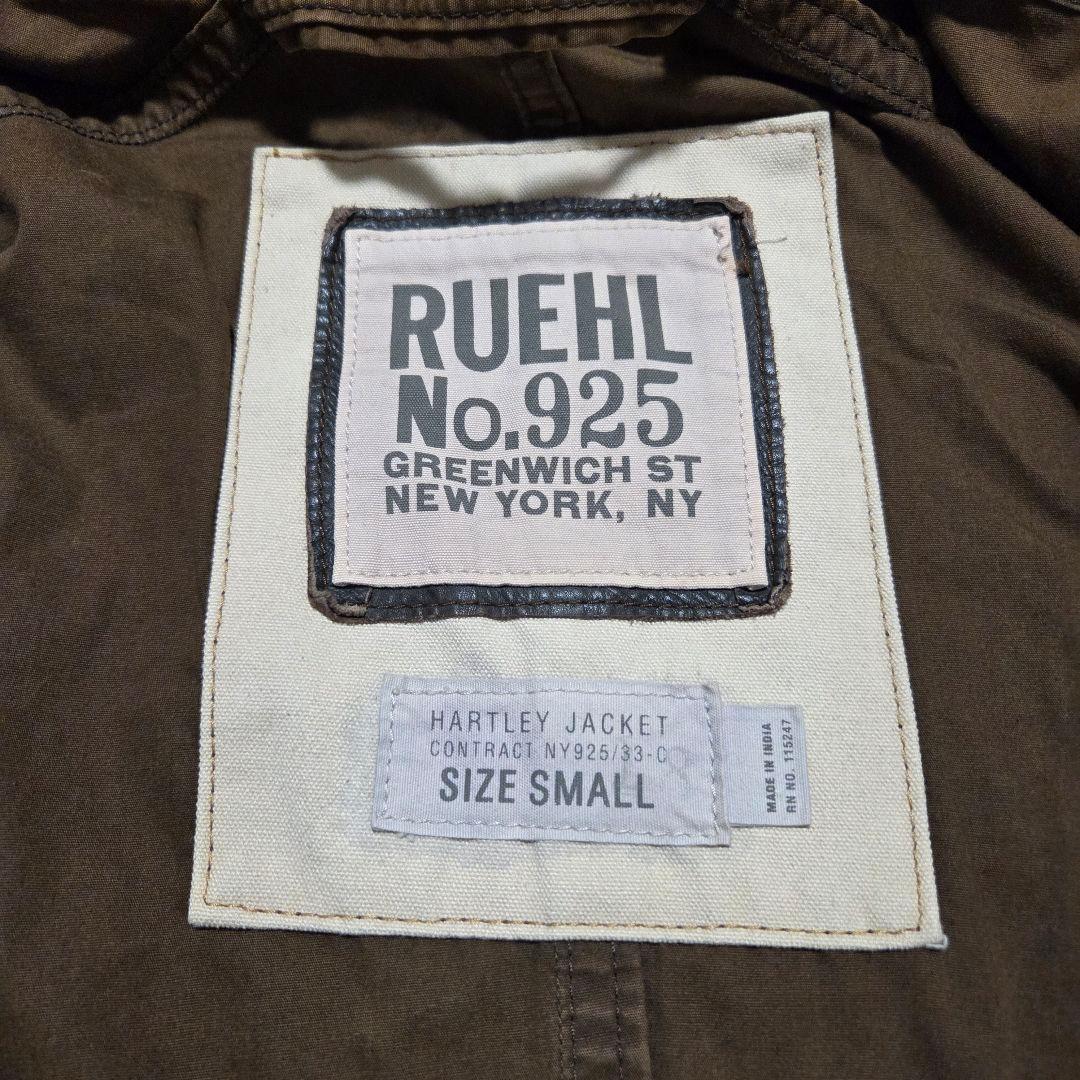 RUEHL
No.925
GREENWICH ST
NEW YORK, NY
HARTLEY JACKET
CONTRACT NY925/33-C
SIZE SMALL
MADE IN INDIA
RN NO. 115247